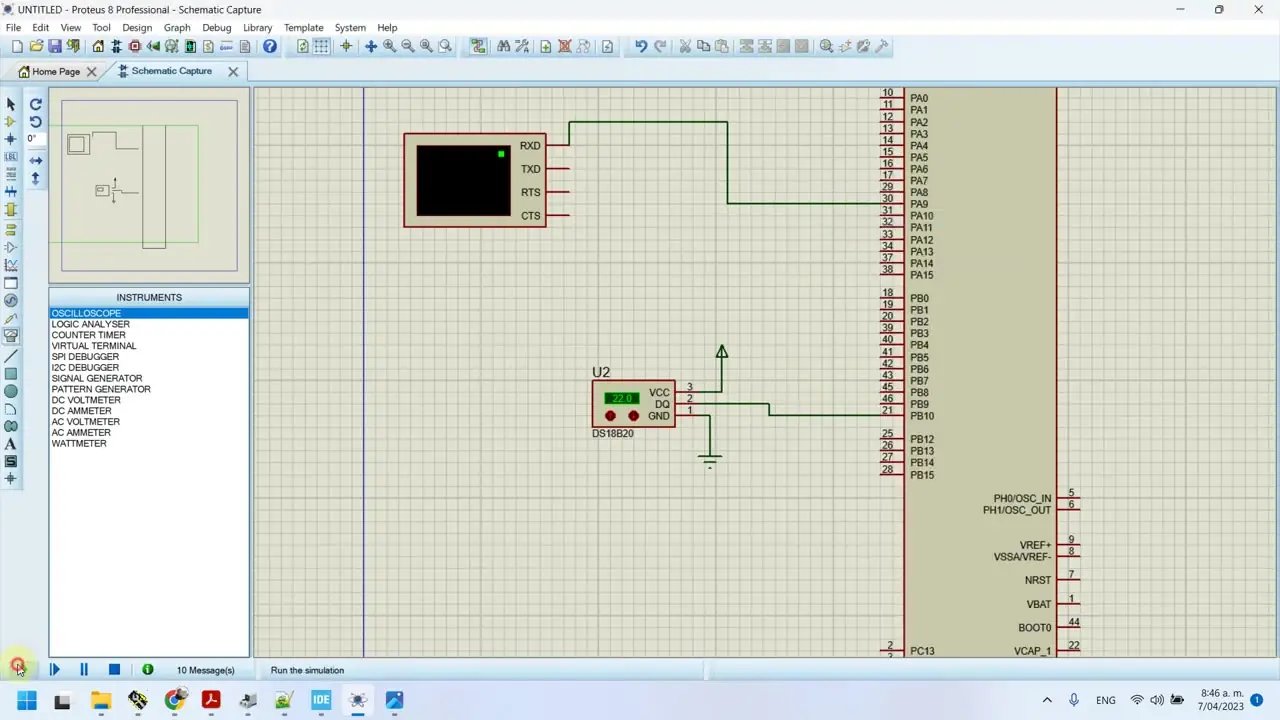 UNTITLED - Proteus 8 Professional - Schematic Capture
File Edit View Tool Design Graph Debug Library Template System Help
Home Page
Schematic Capture
0°
LBL
INSTRUMENTS
OSCILLOSCOPE
LOGIC ANALYSER
COUNTER TIMER
VIRTUAL TERMINAL
SPI DEBUGGER
I2C DEBUGGER
SIGNAL GENERATOR
PATTERN GENERATOR
DC VOLTMETER
DC AMMETER
AC VOLTMETER
AC AMMETER
WATTMETER
A
RXD
TXD
RTS
CTS
U2
22.0
VCC 3
DQ 2
GND 1
DS18B20
10 PA0
11 PA1
12 PA2
13 PA3
14 PA4
15 PA5
16 PA6
17 PA7
29 PA8
30 PA9
31 PA10
32 PA11
33 PA12
34 PA13
37 PA14
38 PA15
18 PB0
19 PB1
20 PB2
39 PB3
40 PB4
41 PB5
42 PB6
43 PB7
45 PB8
46 PB9
21 PB10
25 PB12
26 PB13
27 PB14
28 PB15
PH0/OSC_IN 5
PH1/OSC_OUT 6
VREF+ 9
VSSA/VREF- 8
NRST 7
VBAT 1
BOOT0 44
2 PC13 VCAP_1 22
10 Message(s)
Run the simulation
IDE
ENG
8:46 a. m.
7/04/2023
1